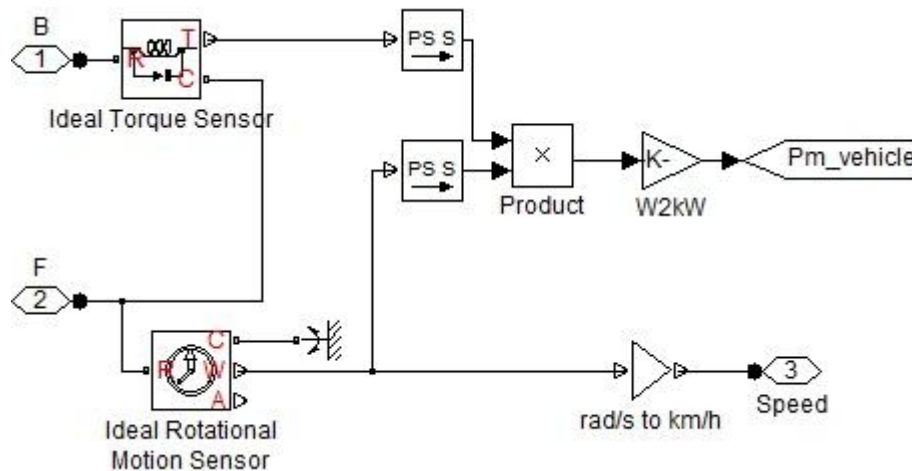 B
1
R
T
C
Ideal Torque Sensor
PS S
PS S
×
Product
-K-
W2kW
Pm_vehicle
F
2
R
C
W
A
Ideal Rotational
Motion Sensor
rad/s to km/h
3
Speed